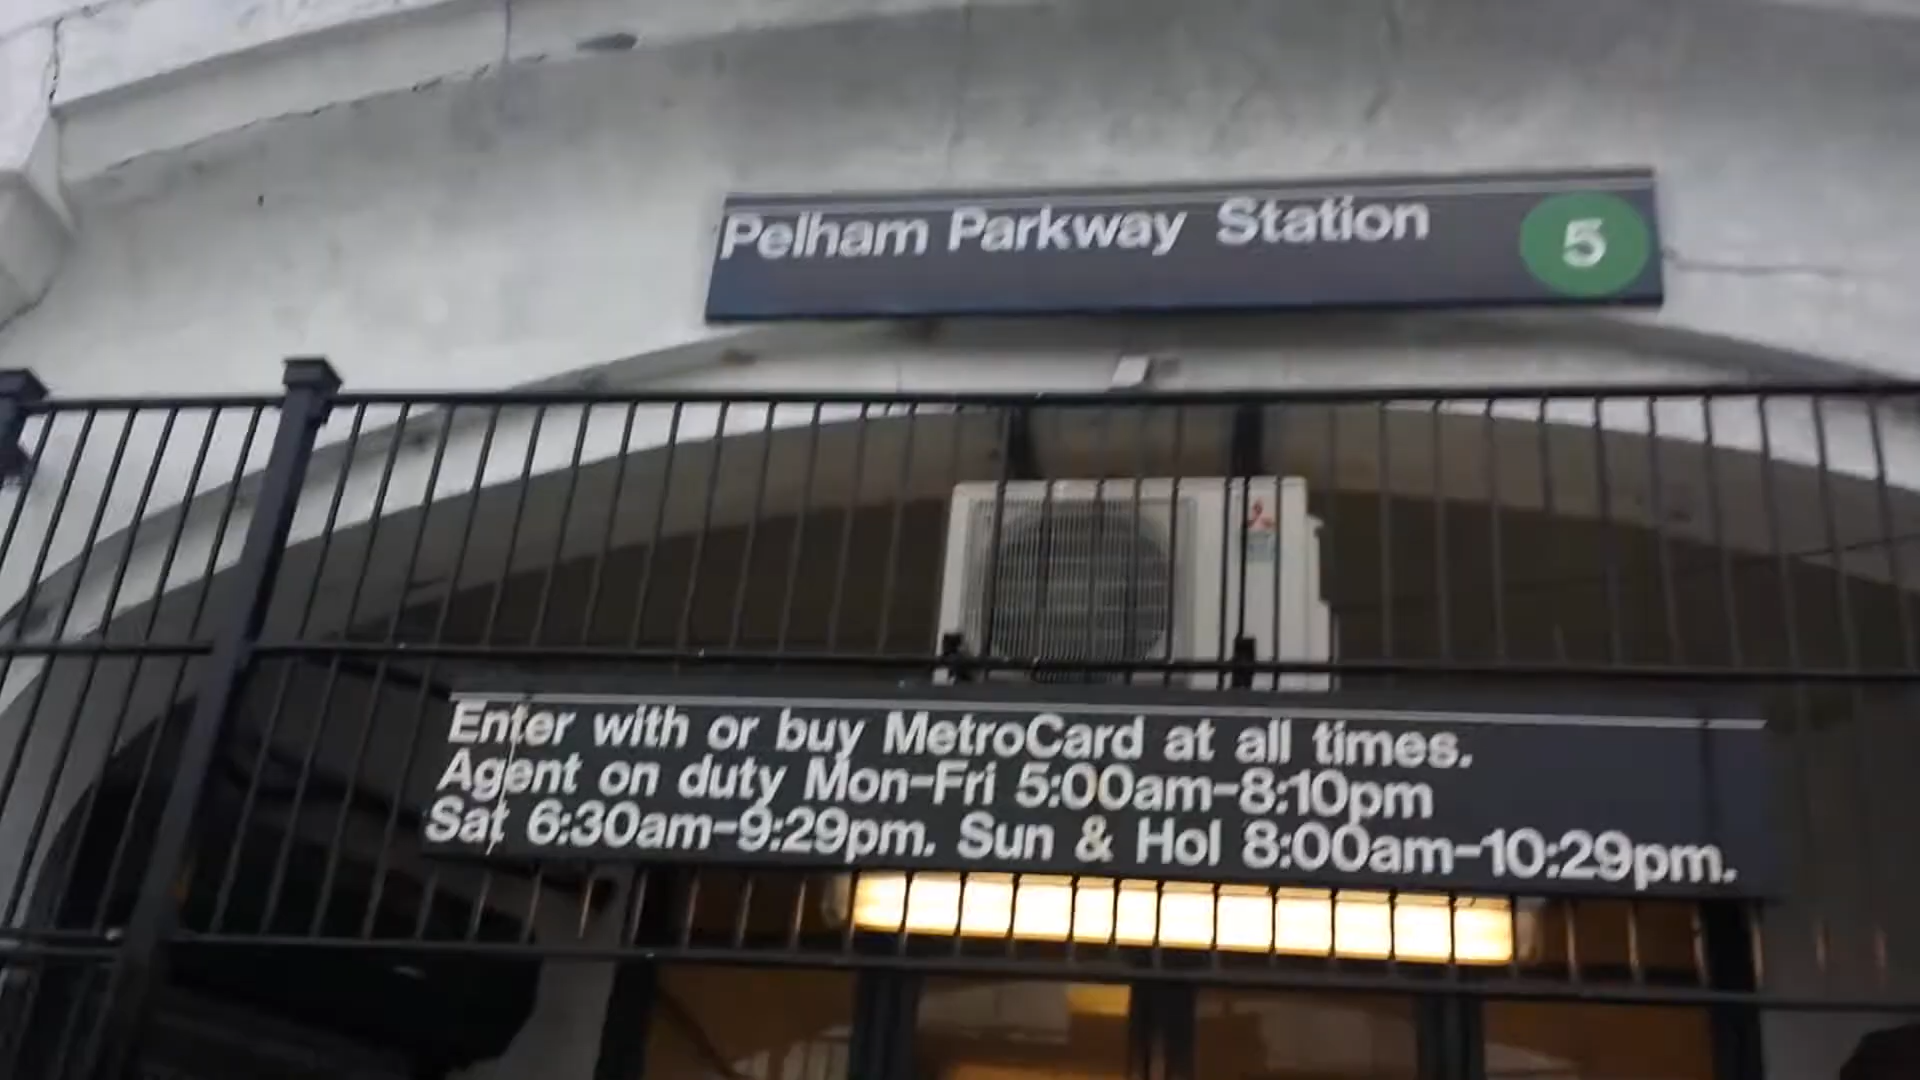 Pelham Parkway Station 5
Enter with or buy MetroCard at all times.
Agent on duty Mon-Fri 5:00am-8:10pm
Sat 6:30am-9:29pm. Sun & Hol 8:00am-10:29pm.